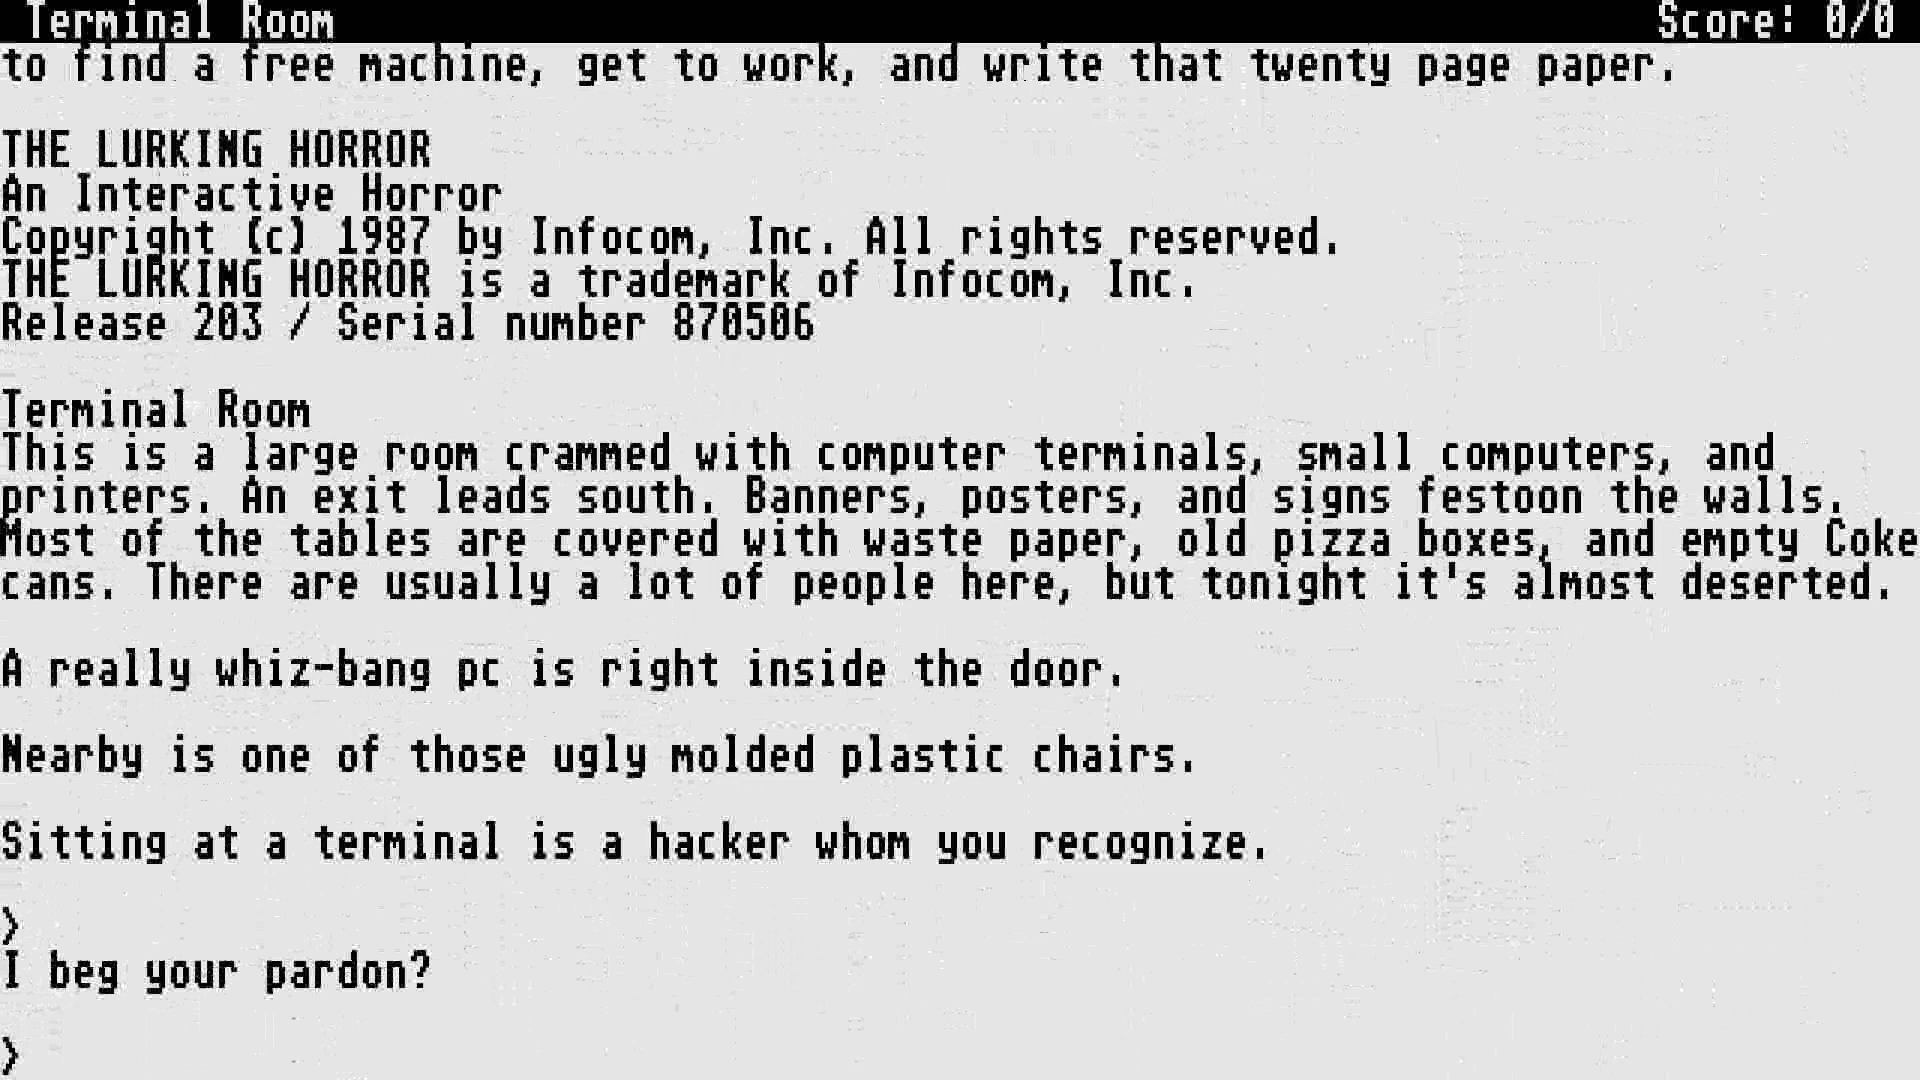 Terminal Room Score: 0/0
to find a free machine, get to work, and write that twenty page paper.
THE LURKING HORROR
An Interactive Horror
Copyright (c) 1987 by Infocom, Inc. All rights reserved.
THE LURKING HORROR is a trademark of Infocom, Inc.
Release 203 / Serial number 870506
Terminal Room
This is a large room crammed with computer terminals, small computers, and
printers. An exit leads south. Banners, posters, and signs festoon the walls.
Most of the tables are covered with waste paper, old pizza boxes, and empty Coke
cans. There are usually a lot of people here, but tonight it's almost deserted.
A really whiz-bang pc is right inside the door.
Nearby is one of those ugly molded plastic chairs.
Sitting at a terminal is a hacker whom you recognize.
>
I beg your pardon?
>